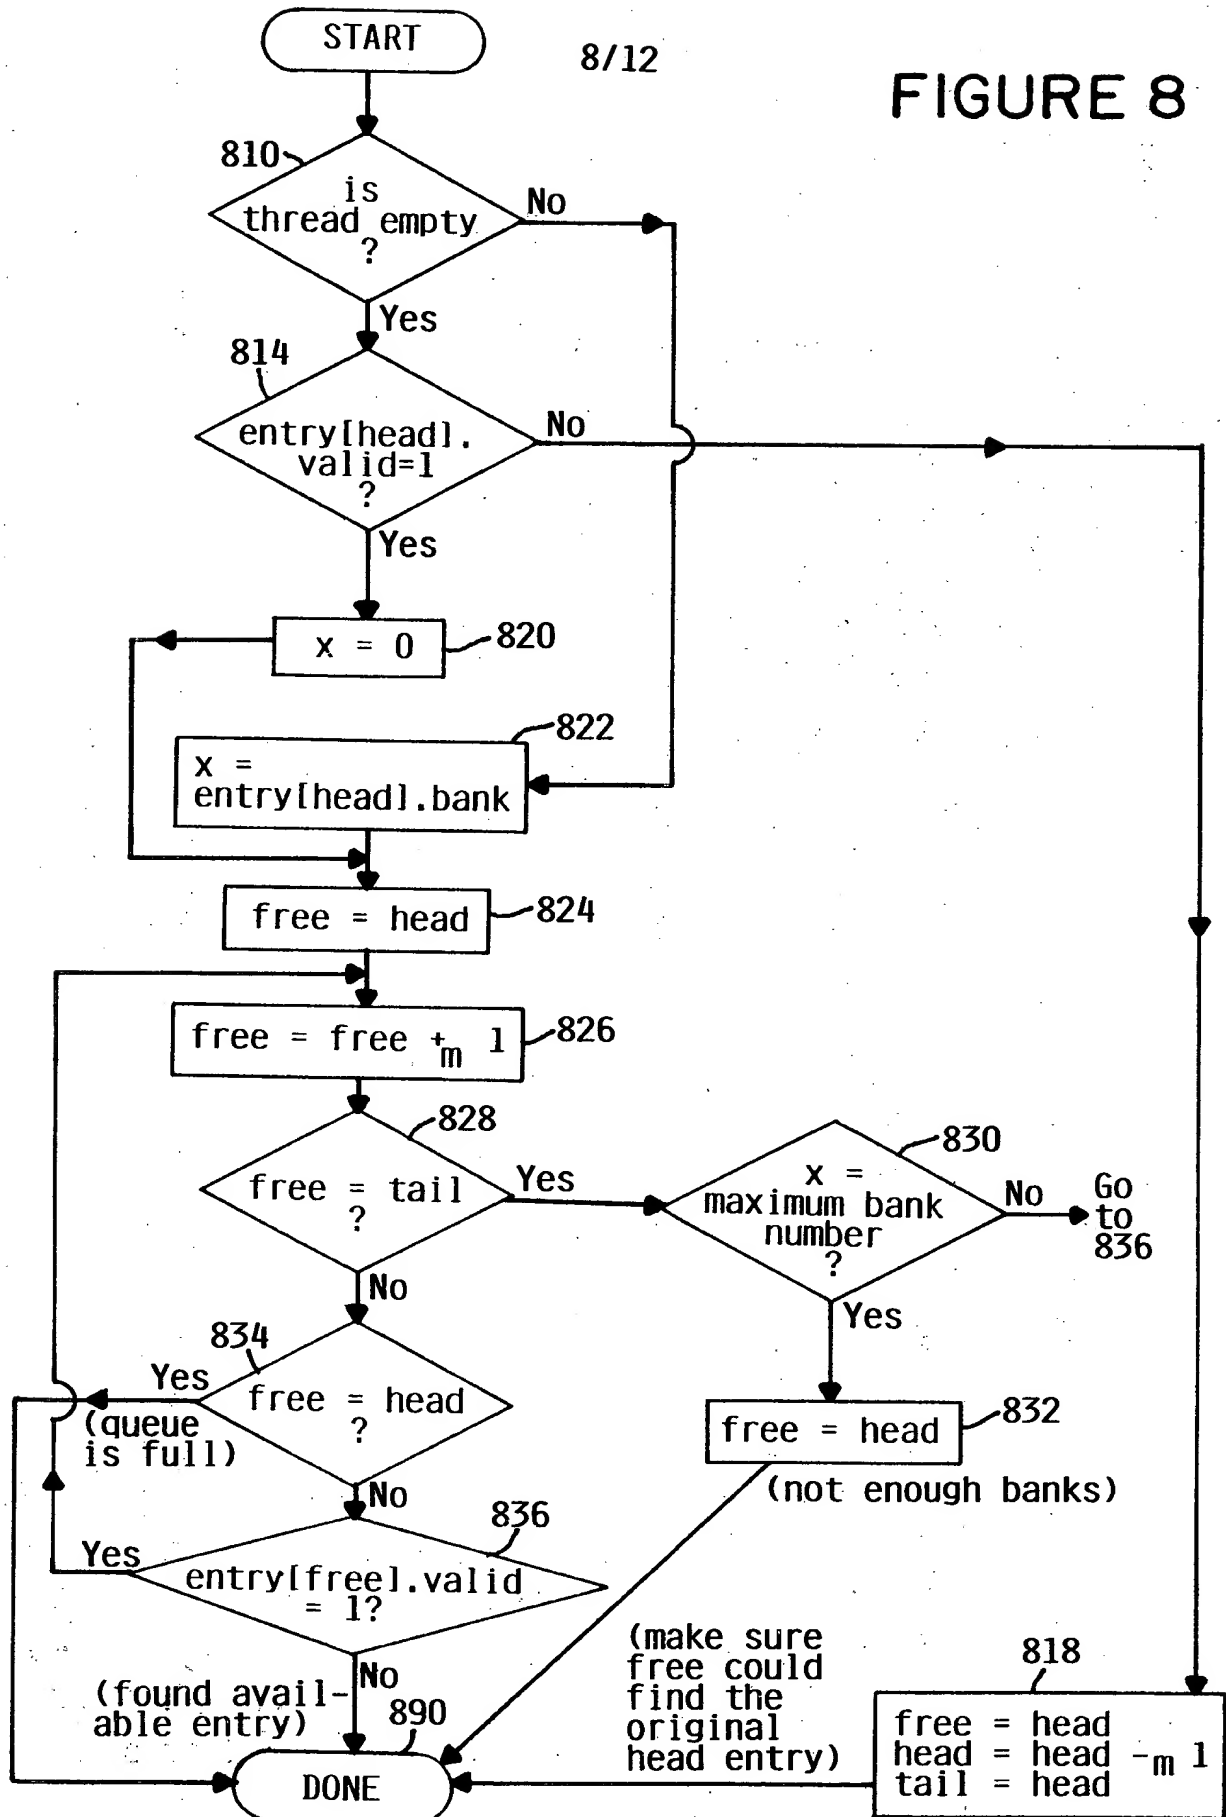 START
8/12
FIGURE 8
810
is
thread empty
?
No
Yes
814
entry[head].
valid=1
?
No
Yes
x = 0
820
822
x =
entry[head].bank
free = head
824
free = free +m 1
826
828
free = tail
?
Yes
No
830
x =
maximum bank
number
?
No
Go
to
836
Yes
834
free = head
?
Yes
(queue
is full)
No
free = head
832
(not enough banks)
836
entry[free].valid
= 1?
Yes
No
(found avail-
able entry)
890
DONE
(make sure
free could
find the
original
head entry)
818
free = head
head = head -m 1
tail = head